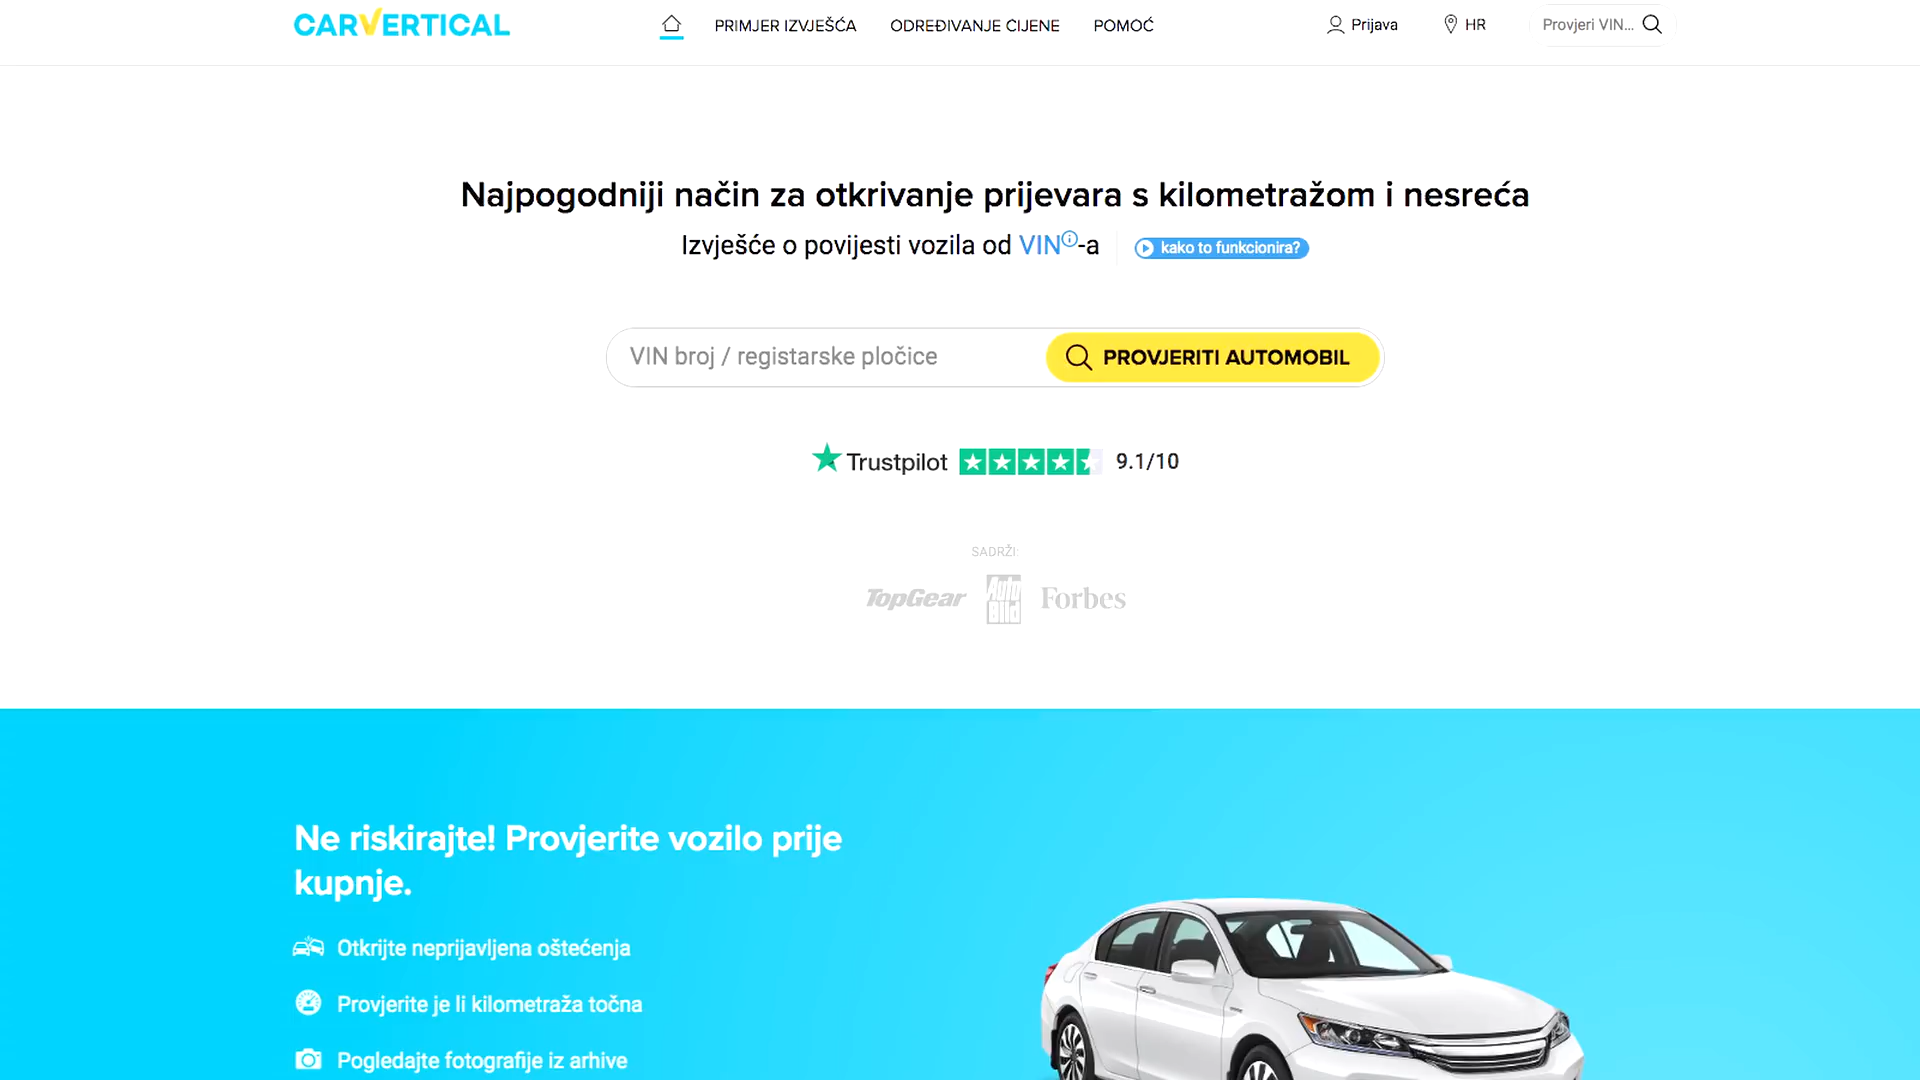 CARVERTICAL
PRIMJER IZVJEŠĆA
ODREĐIVANJE CIJENE
POMOĆ
Prijava
HR
Provjeri VIN...
Najpogodniji način za otkrivanje prijevara s kilometražom i nesreća
Izvješće o povijesti vozila od VIN-a
kako to funkcionira?
VIN broj / registarske pločice
PROVJERITI AUTOMOBIL
Trustpilot 9.1/10
SADRŽI:
TopGear
Auto
Bild
Forbes
Ne riskirajte! Provjerite vozilo prije
kupnje.
Otkrijte neprijavljena oštećenja
Provjerite je li kilometraža točna
Pogledajte fotografije iz arhive